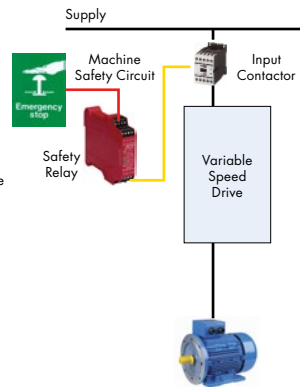 Supply
Machine
Safety Circuit
Input
Contactor
Emergency
stop
Safety
Relay
e
Variable
Speed
Drive